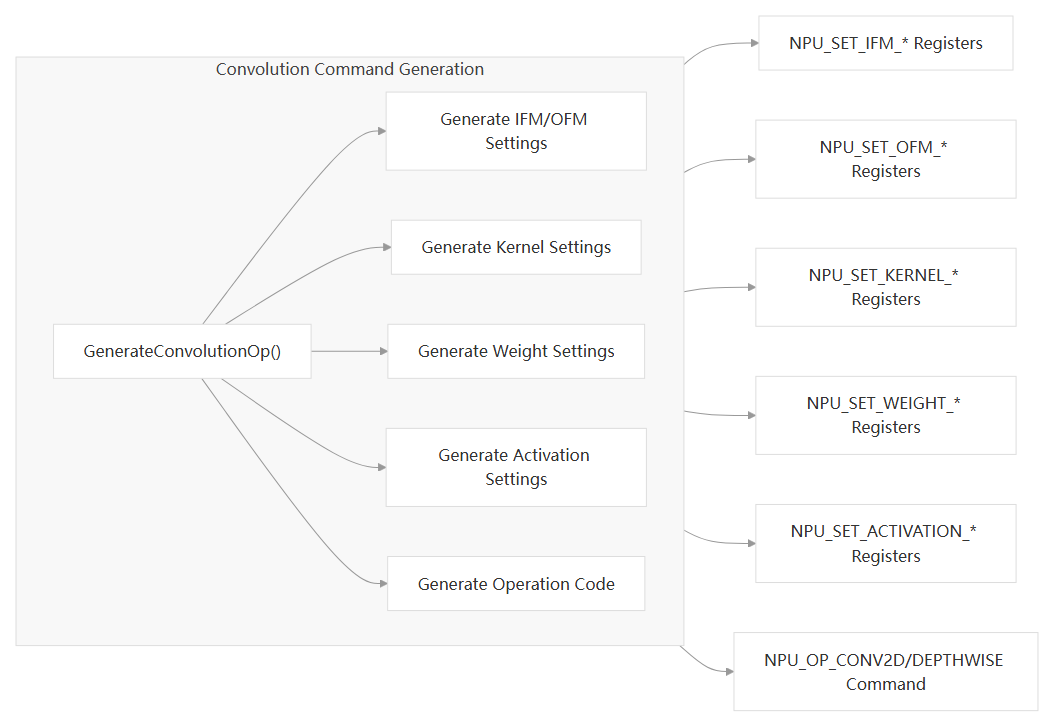 Convolution Command Generation
GenerateConvolutionOp()
Generate IFM/OFM
Settings
Generate Kernel Settings
Generate Weight Settings
Generate Activation
Settings
Generate Operation Code
NPU_SET_IFM_* Registers
NPU_SET_OFM_*
Registers
NPU_SET_KERNEL_*
Registers
NPU_SET_WEIGHT_*
Registers
NPU_SET_ACTIVATION_*
Registers
NPU_OP_CONV2D/DEPTHWISE
Command